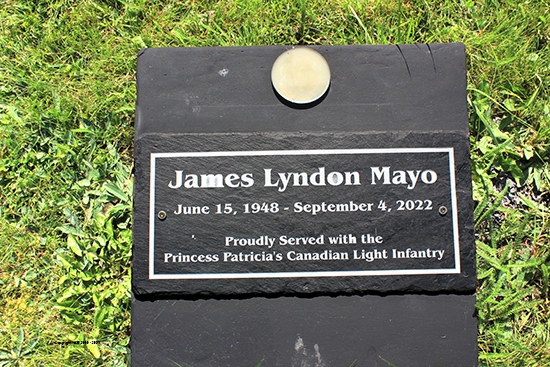 James Lyndon Mayo
June 15, 1948 - September 4, 2022
Proudly Served with the
Princess Patricia's Canadian Light Infantry